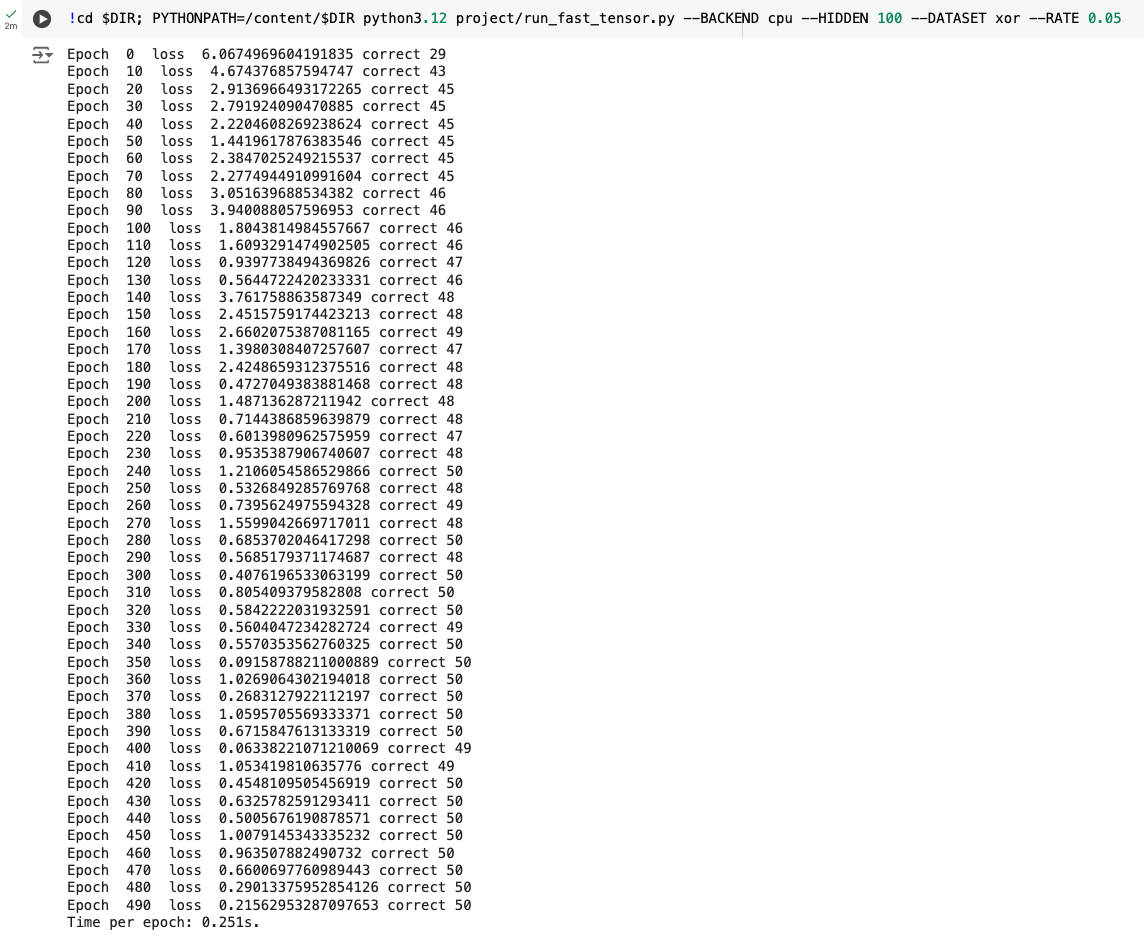 !cd $DIR; PYTHONPATH=/content/$DIR python3.12 project/run_fast_tensor.py --BACKEND cpu --HIDDEN 100 --DATASET xor --RATE 0.05
2m
Epoch  0  loss  6.0674969604191835 correct 29
Epoch  10  loss  4.674376857594747 correct 43
Epoch  20  loss  2.9136966493172265 correct 45
Epoch  30  loss  2.791924090470885 correct 45
Epoch  40  loss  2.2204608269238624 correct 45
Epoch  50  loss  1.4419617876383546 correct 45
Epoch  60  loss  2.3847025249215537 correct 45
Epoch  70  loss  2.2774944910991604 correct 45
Epoch  80  loss  3.051639688534382 correct 46
Epoch  90  loss  3.940088057596953 correct 46
Epoch  100  loss  1.8043814984557667 correct 46
Epoch  110  loss  1.6093291474902505 correct 46
Epoch  120  loss  0.9397738494369826 correct 47
Epoch  130  loss  0.5644722420233331 correct 46
Epoch  140  loss  3.761758863587349 correct 48
Epoch  150  loss  2.4515759174423213 correct 48
Epoch  160  loss  2.6602075387081165 correct 49
Epoch  170  loss  1.3980308407257607 correct 47
Epoch  180  loss  2.4248659312375516 correct 48
Epoch  190  loss  0.4727049383881468 correct 48
Epoch  200  loss  1.487136287211942 correct 48
Epoch  210  loss  0.7144386859639879 correct 48
Epoch  220  loss  0.6013980962575959 correct 47
Epoch  230  loss  0.9535387906740607 correct 48
Epoch  240  loss  1.2106054586529866 correct 50
Epoch  250  loss  0.5326849285769768 correct 48
Epoch  260  loss  0.7395624975594328 correct 49
Epoch  270  loss  1.5599042669717011 correct 48
Epoch  280  loss  0.6853702046417298 correct 50
Epoch  290  loss  0.5685179371174687 correct 48
Epoch  300  loss  0.4076196533063199 correct 50
Epoch  310  loss  0.805409379582808 correct 50
Epoch  320  loss  0.5842222031932591 correct 50
Epoch  330  loss  0.5604047234282724 correct 49
Epoch  340  loss  0.5570353562760325 correct 50
Epoch  350  loss  0.09158788211000889 correct 50
Epoch  360  loss  1.0269064302194018 correct 50
Epoch  370  loss  0.2683127922112197 correct 50
Epoch  380  loss  1.0595705569333371 correct 50
Epoch  390  loss  0.6715847613133319 correct 50
Epoch  400  loss  0.06338221071210069 correct 49
Epoch  410  loss  1.053419810635776 correct 49
Epoch  420  loss  0.4548109505456919 correct 50
Epoch  430  loss  0.6325782591293411 correct 50
Epoch  440  loss  0.5005676190878571 correct 50
Epoch  450  loss  1.0079145343335232 correct 50
Epoch  460  loss  0.963507882490732 correct 50
Epoch  470  loss  0.6600697760989443 correct 50
Epoch  480  loss  0.29013375952854126 correct 50
Epoch  490  loss  0.21562953287097653 correct 50
Time per epoch: 0.251s.